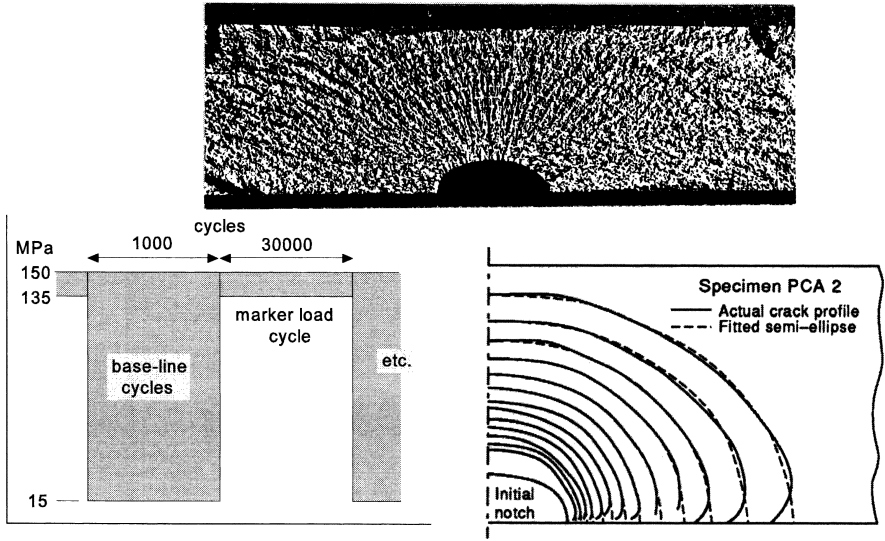 cycles
1000
30000
MPa
150
135
marker load
cycle
base-line
cycles
etc.
15
Specimen PCA 2
Actual crack profile
Fitted semi–ellipse
Initial
notch